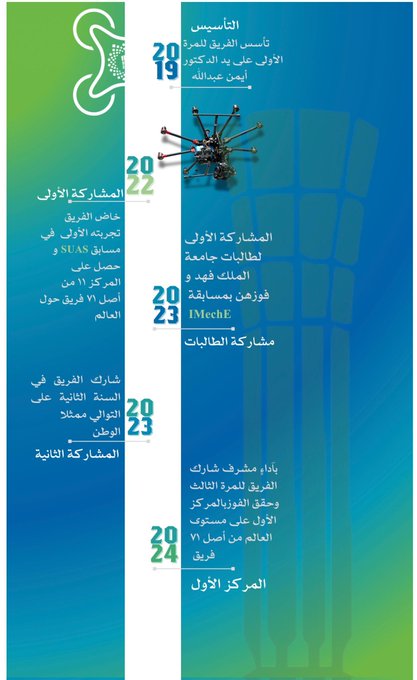 التأسيس
2019
تأسس الفريق للمرة
الأولى على يد الدكتور
أيمن عبدالله
2022
المشاركة الأولى
خاض الفريق
تجربته الأولى في
مسابق SUAS و
حصل على
المركز ١١ من
أصل ٧١ فريق حول
العالم
المشاركة الأولى
لطالبات جامعة
الملك فهد و
فوزهن بمسابقة
IMechE
2023
مشاركة الطالبات
شارك الفريق في
السنة الثانية على
التوالي ممثلا
الوطن
2023
المشاركة الثانية
بآداءٍ مشرف شارك
الفريق للمرة الثالث
وحقق الفوزبالمركز
الأول على مستوى
العالم من أصل ٧١
فريق
2024
المركز الأول